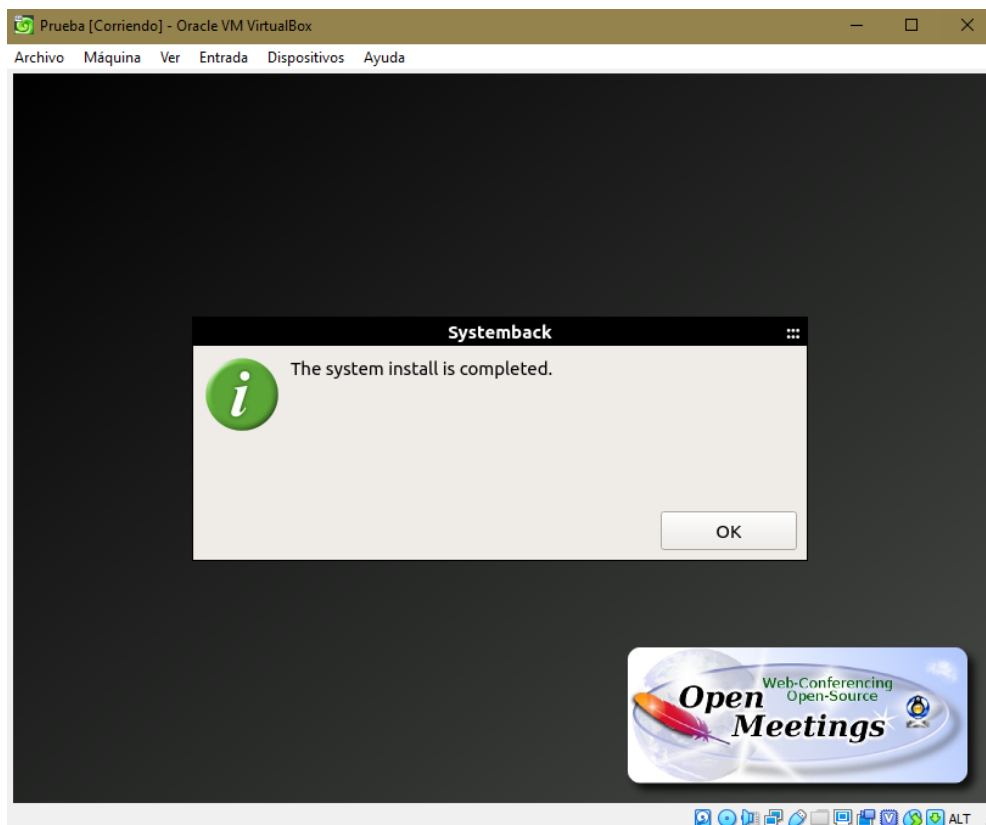 Prueba [Corriendo] - Oracle VM VirtualBox
Archivo Máquina Ver Entrada Dispositivos Ayuda
Systemback
The system install is completed.
OK
Web-Conferencing
Open Open-Source
Meetings
ALT